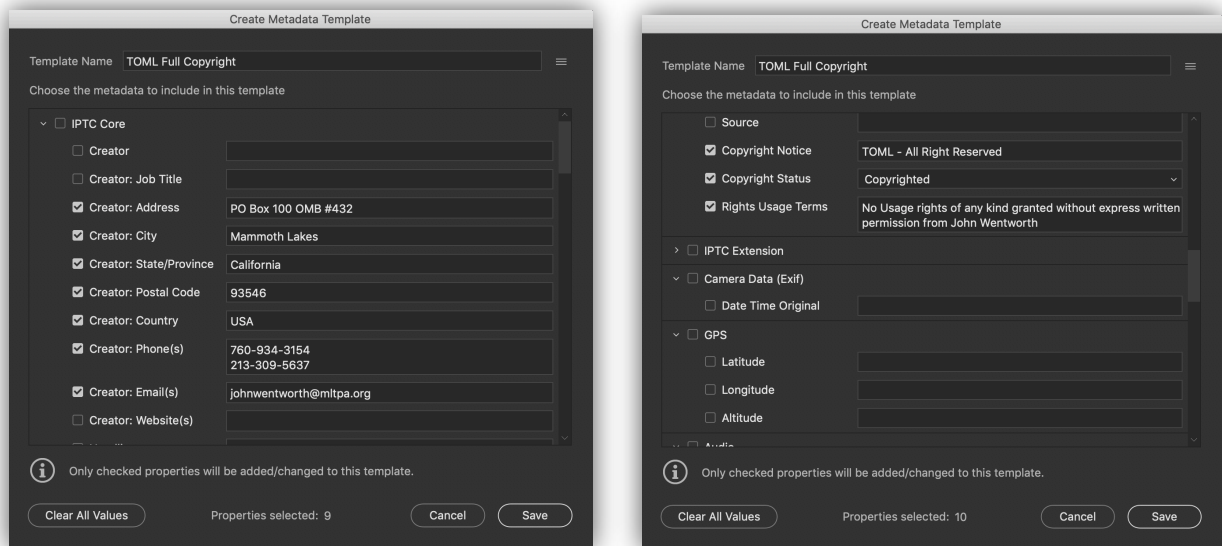 Create Metadata Template
Template Name TOML Full Copyright
Choose the metadata to include in this template
IPTC Core
Creator
Creator: Job Title
Creator: Address PO Box 100 OMB #432
Creator: City Mammoth Lakes
Creator: State/Province California
Creator: Postal Code 93546
Creator: Country USA
Creator: Phone(s) 760-934-3154
213-309-5637
Creator: Email(s) johnwentworth@mltpa.org
Creator: Website(s)
Only checked properties will be added/changed to this template.
Clear All Values Properties selected: 9 Cancel Save
Create Metadata Template
Template Name TOML Full Copyright
Choose the metadata to include in this template
Source
Copyright Notice TOML - All Right Reserved
Copyright Status Copyrighted
Rights Usage Terms No Usage rights of any kind granted without express written
permission from John Wentworth
IPTC Extension
Camera Data (Exif)
Date Time Original
GPS
Latitude
Longitude
Altitude
Audio
Only checked properties will be added/changed to this template.
Clear All Values Properties selected: 10 Cancel Save